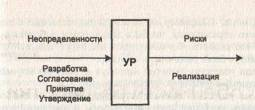 Неопределенности
Разработка
Согласование
Принятие
Утверждение
УР
Риски
Реализация